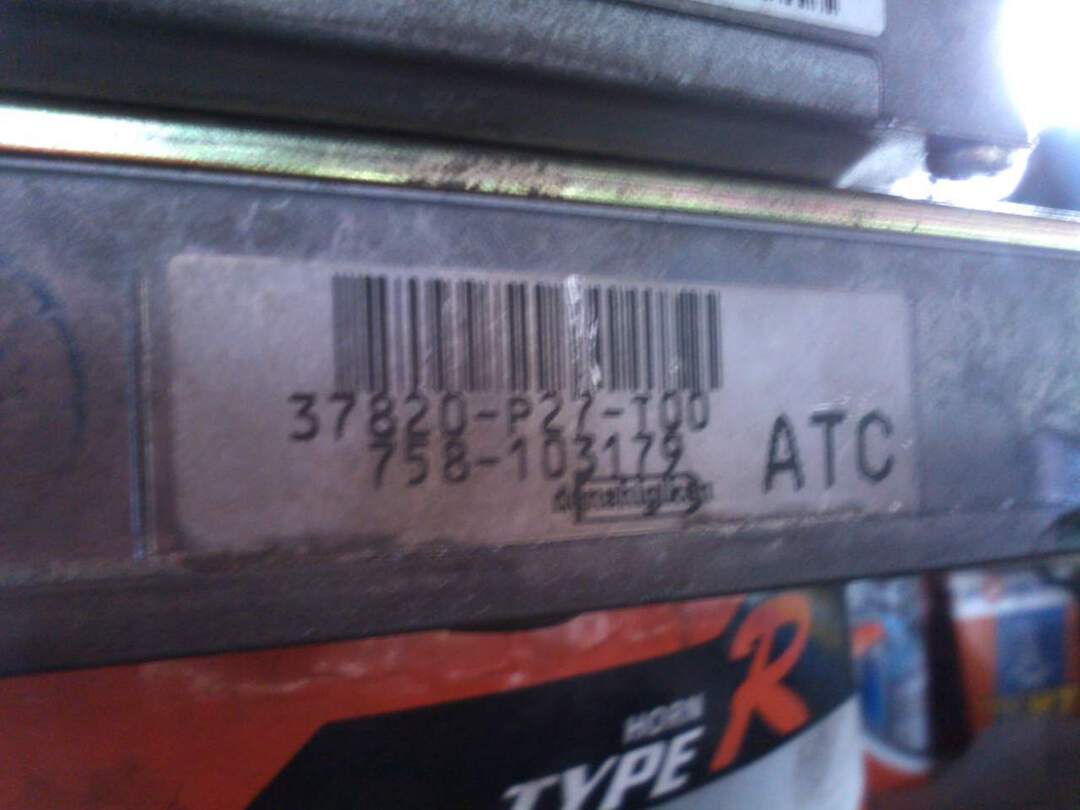 37820-P27-T00
758-103179
ATC
HORN
TYPE R